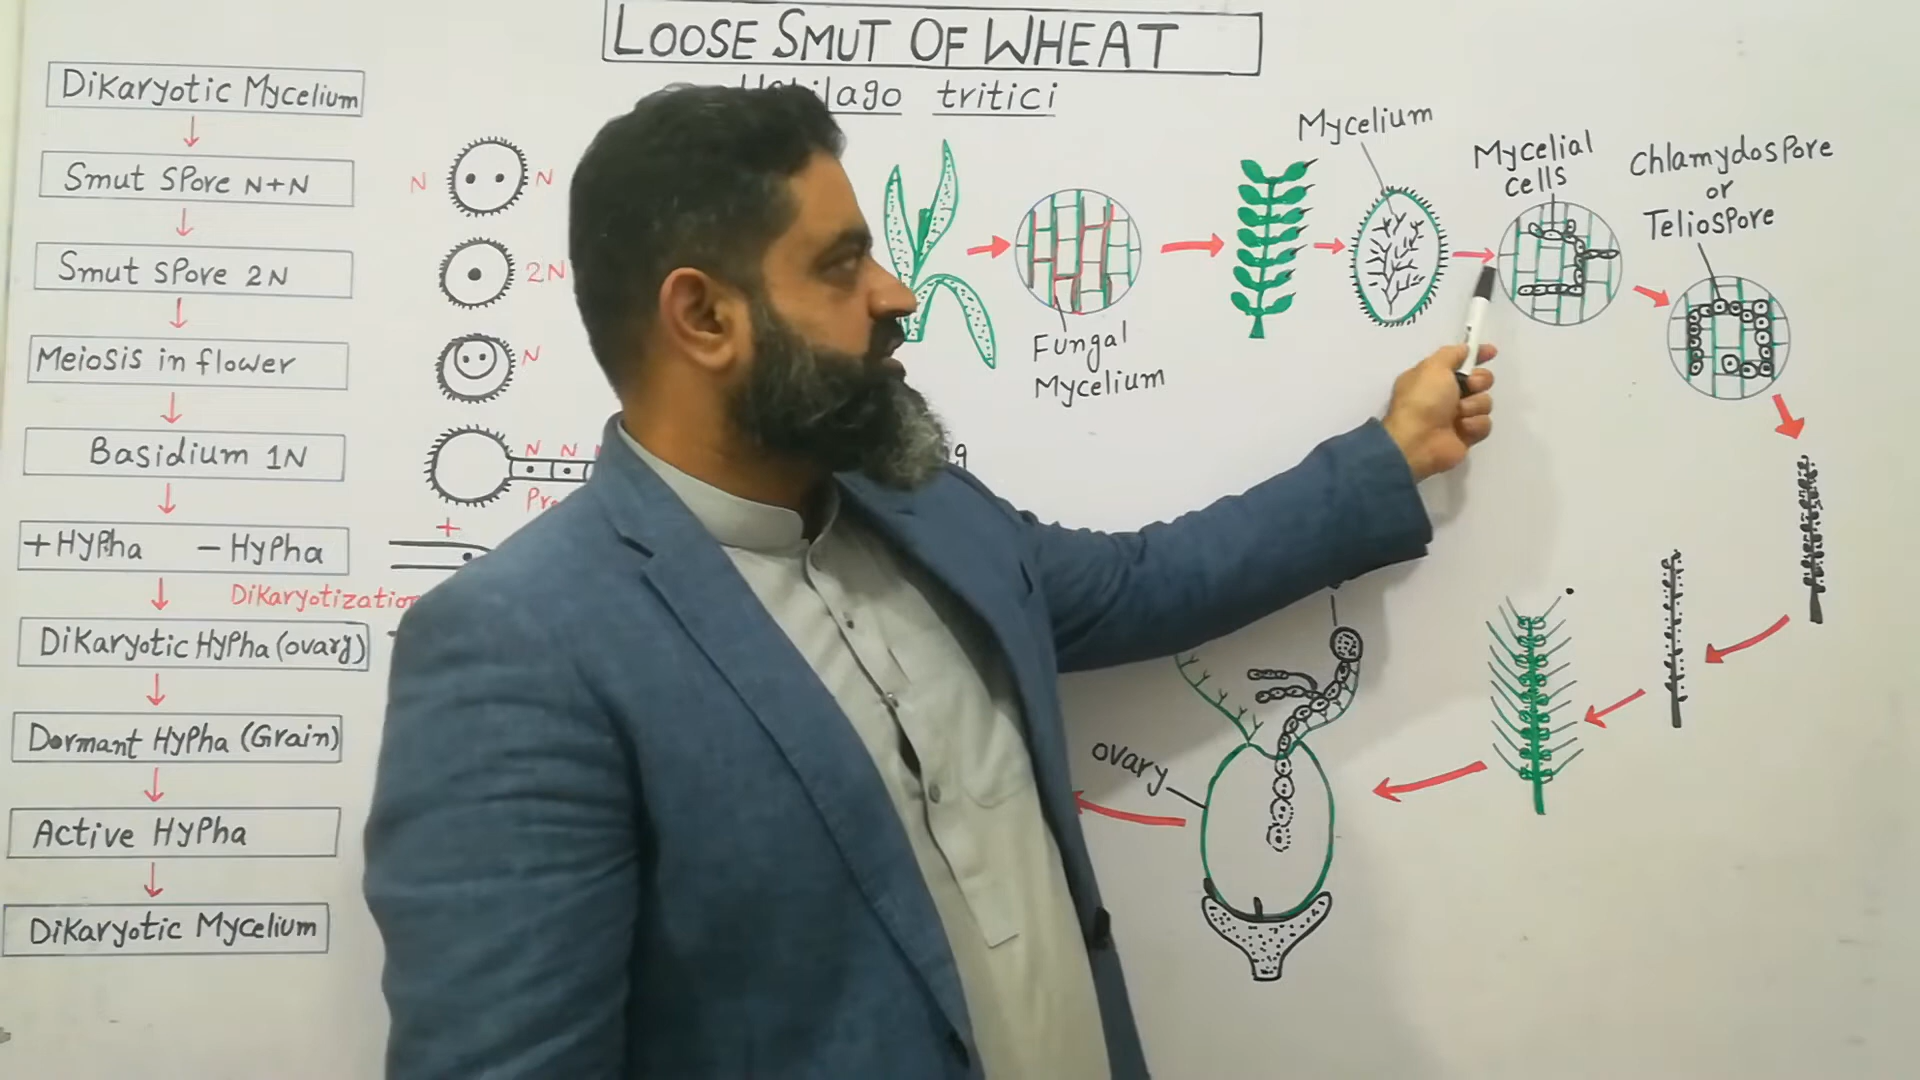 LOOSE SMUT OF WHEAT
tritici
Dikaryotic Mycelium
Smut Spore N+N
Smut Spore 2N
Meiosis in flower
Basidium 1N
+ Hypha - Hypha
Dikaryotization
Dikaryotic Hypha (ovary)
Dormant Hypha (Grain)
Active Hypha
Dikaryotic Mycelium
N N
2N
N
N N
+
Fungal
Mycelium
Mycelium
Mycelial
cells
Chlamydospore
or
Teliospore
ovary